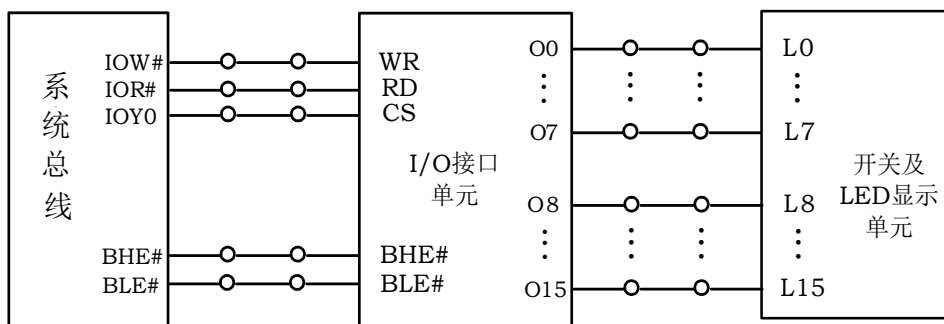 系统总线
IOW#
IOR#
IOY0
BHE#
BLE#
WR
RD
CS
I/O接口
单元
BHE#
BLE#
O0
⋮
O7
O8
⋮
O15
L0
⋮
L7
L8
⋮
L15
开关及
LED显示
单元